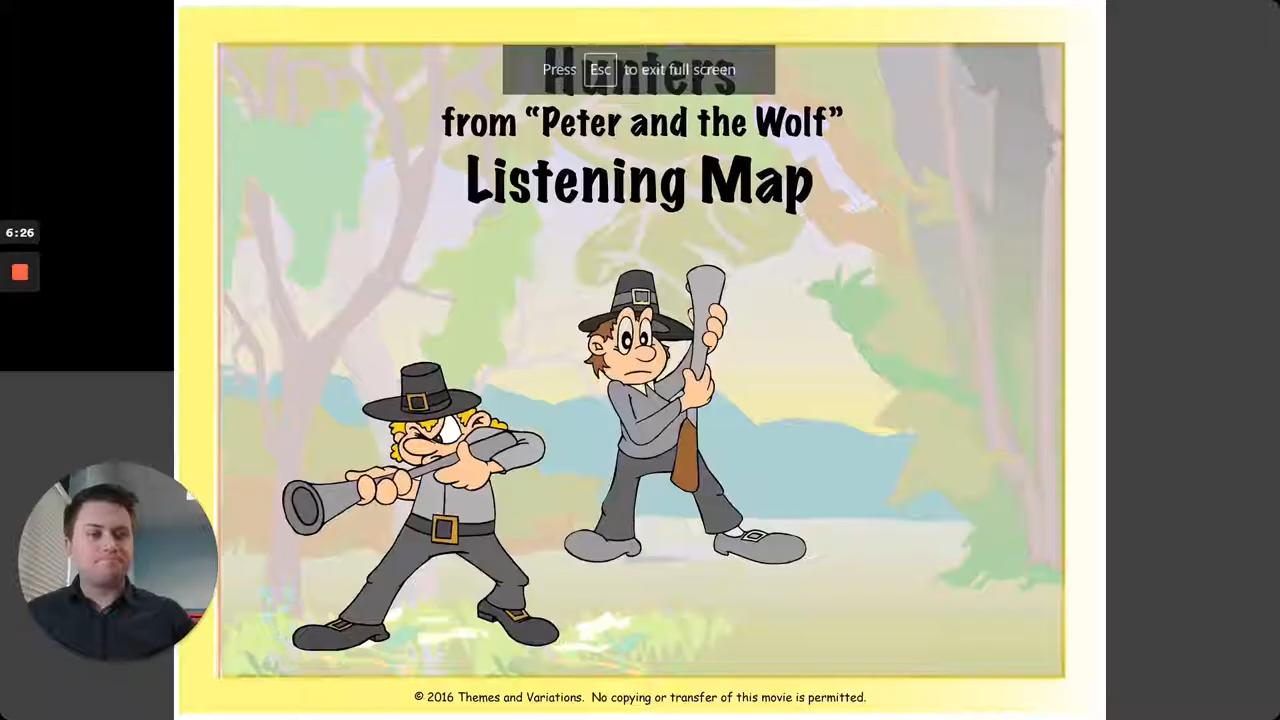 Hunters
Press Esc to exit full screen
from “Peter and the Wolf”
Listening Map
6:26
© 2016 Themes and Variations. No copying or transfer of this movie is permitted.